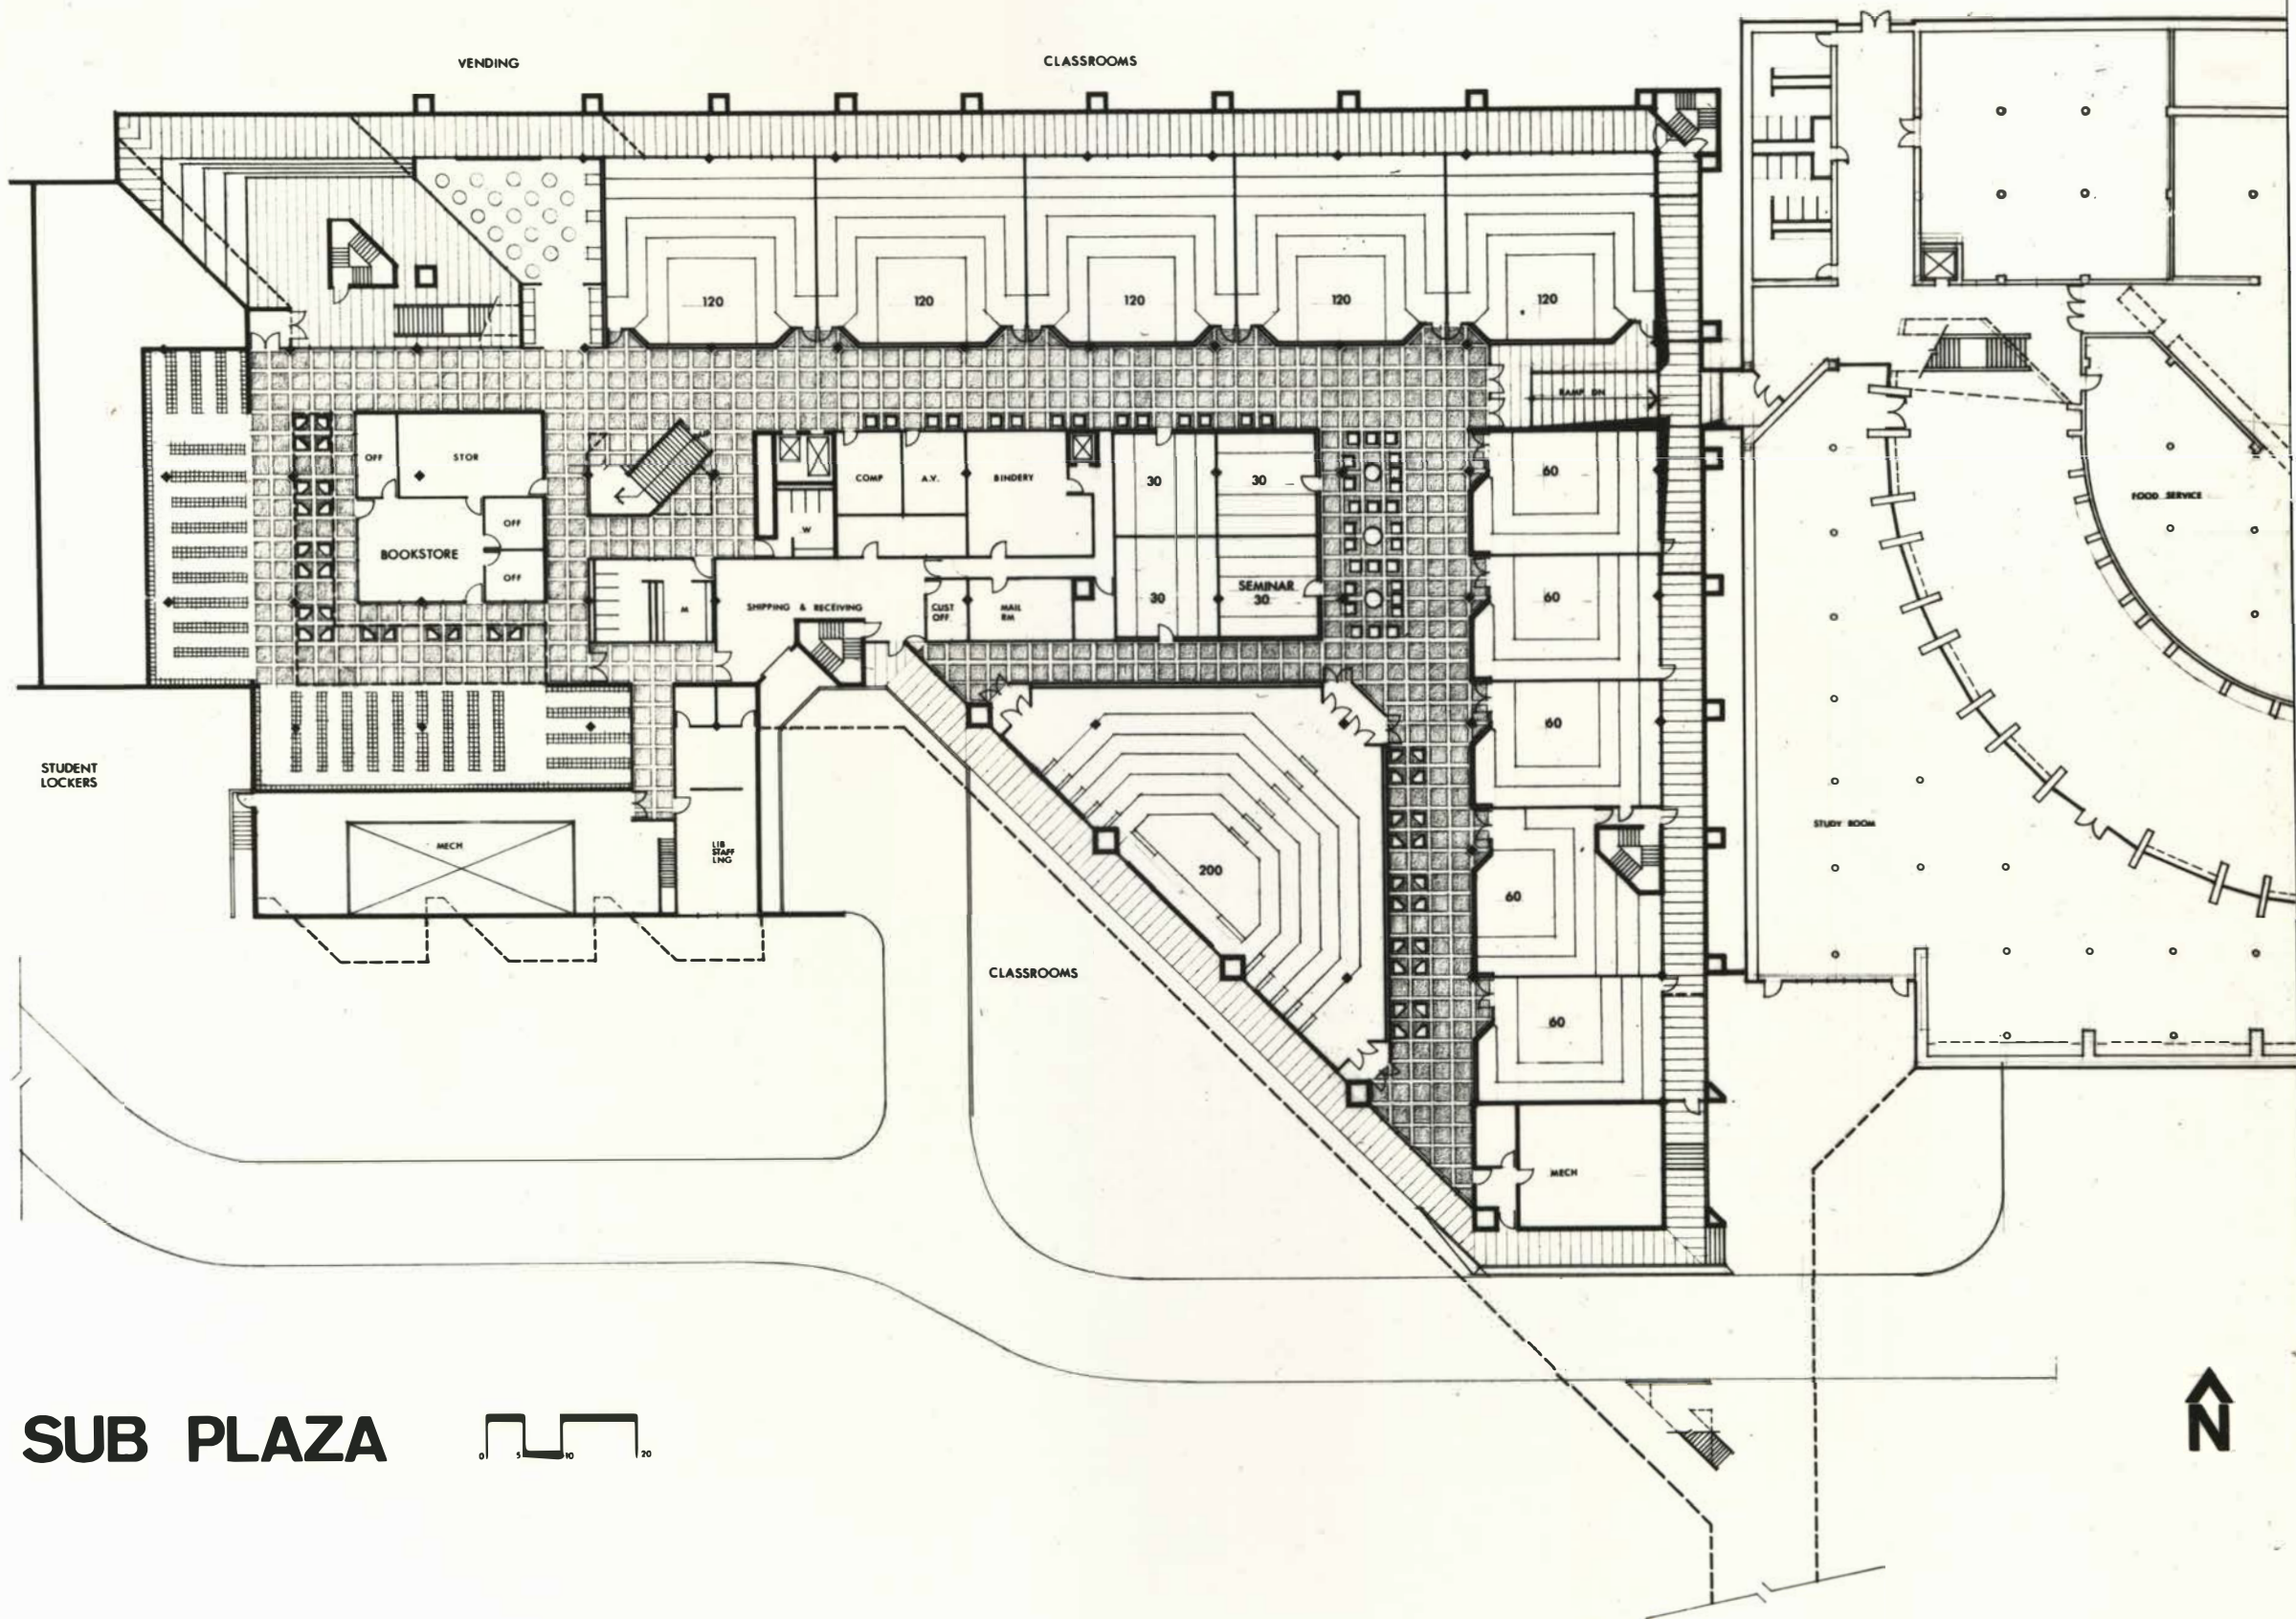 VENDING
CLASSROOMS
120
120
120
120
120
RAMP DN
OFF
STOR
COMP
A.V.
BINDERY
30
30
60
FOOD SERVICE
W
OFF
BOOKSTORE
OFF
SHIPPING & RECEIVING
M
CUST
OFF
MAIL
RM
30
SEMINAR
30
60
60
STUDENT
LOCKERS
STUDY ROOM
MECH
LIB
STAFF
LNG
200
60
CLASSROOMS
60
MECH
SUB PLAZA
0 5 10 20
N